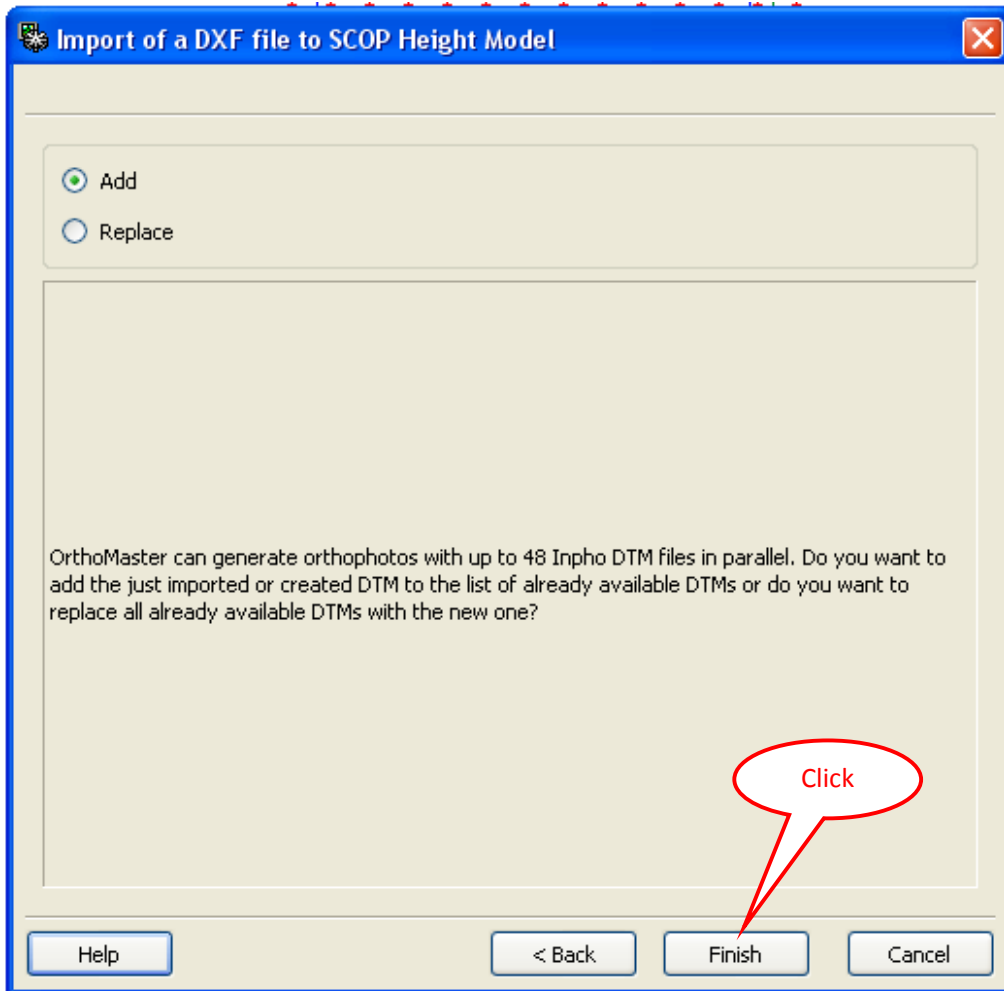 Import of a DXF file to SCOP Height Model
Add
Replace
OrthoMaster can generate orthophotos with up to 48 Inpho DTM files in parallel. Do you want to
add the just imported or created DTM to the list of already available DTMs or do you want to
replace all already available DTMs with the new one?
Click
Help
< Back
Finish
Cancel